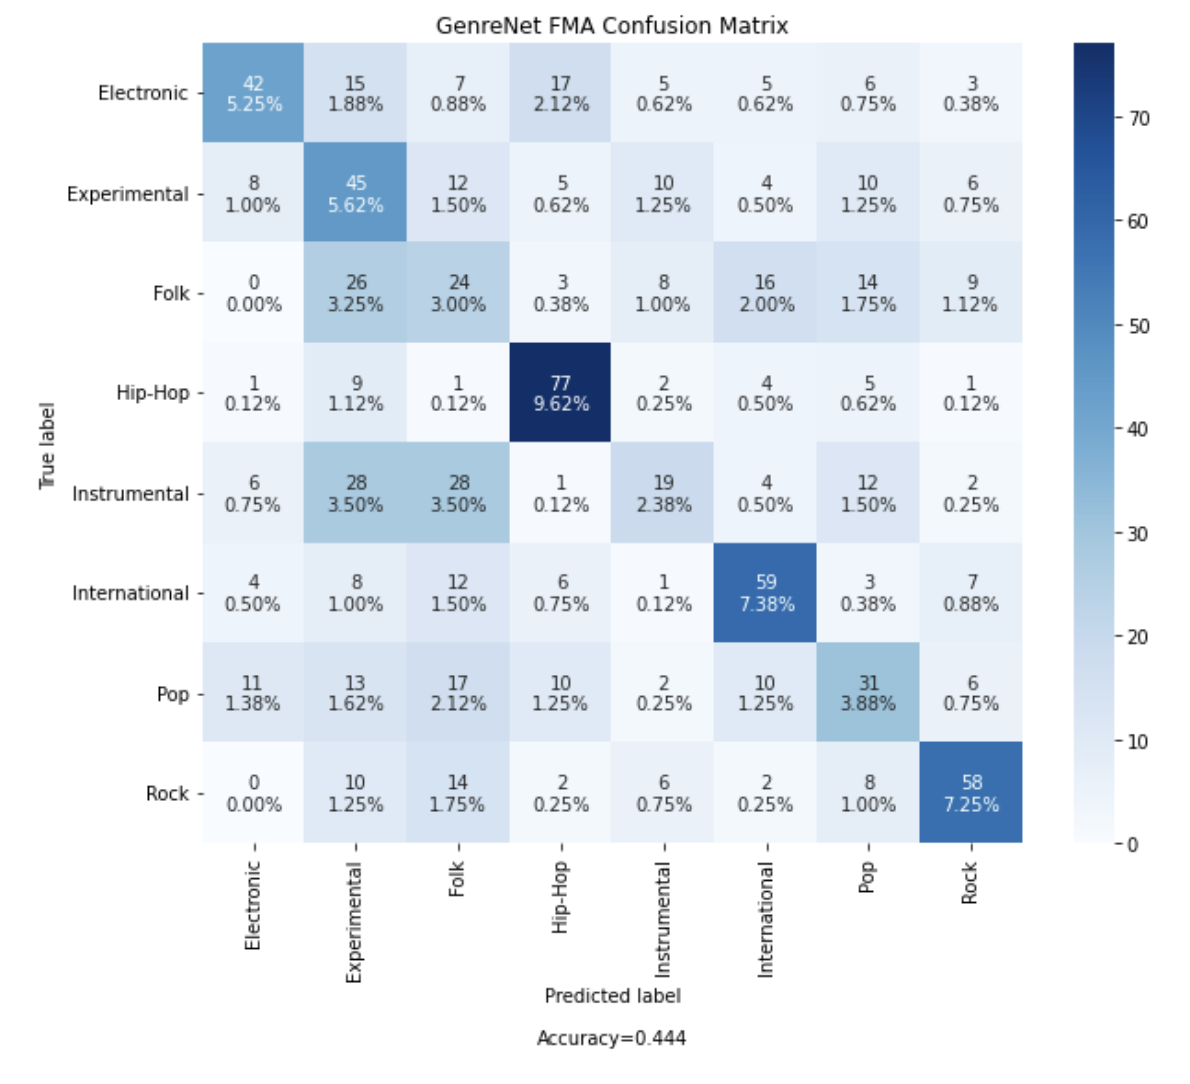 GenreNet FMA Confusion Matrix
Electronic 42 15 7 17 5 5 6 3
5.25% 1.88% 0.88% 2.12% 0.62% 0.62% 0.75% 0.38%
Experimental 8 45 12 5 10 4 10 6
1.00% 5.62% 1.50% 0.62% 1.25% 0.50% 1.25% 0.75%
Folk 0 26 24 3 8 16 14 9
0.00% 3.25% 3.00% 0.38% 1.00% 2.00% 1.75% 1.12%
Hip-Hop 1 9 1 77 2 4 5 1
0.12% 1.12% 0.12% 9.62% 0.25% 0.50% 0.62% 0.12%
Instrumental 6 28 28 1 19 4 12 2
0.75% 3.50% 3.50% 0.12% 2.38% 0.50% 1.50% 0.25%
International 4 8 12 6 1 59 3 7
0.50% 1.00% 1.50% 0.75% 0.12% 7.38% 0.38% 0.88%
Pop 11 13 17 10 2 10 31 6
1.38% 1.62% 2.12% 1.25% 0.25% 1.25% 3.88% 0.75%
Rock 0 10 14 2 6 2 8 58
0.00% 1.25% 1.75% 0.25% 0.75% 0.25% 1.00% 7.25%
True label
Electronic
Experimental
Folk
Hip-Hop
Instrumental
International
Pop
Rock
Predicted label
Accuracy=0.444
70
60
50
40
30
20
10
0